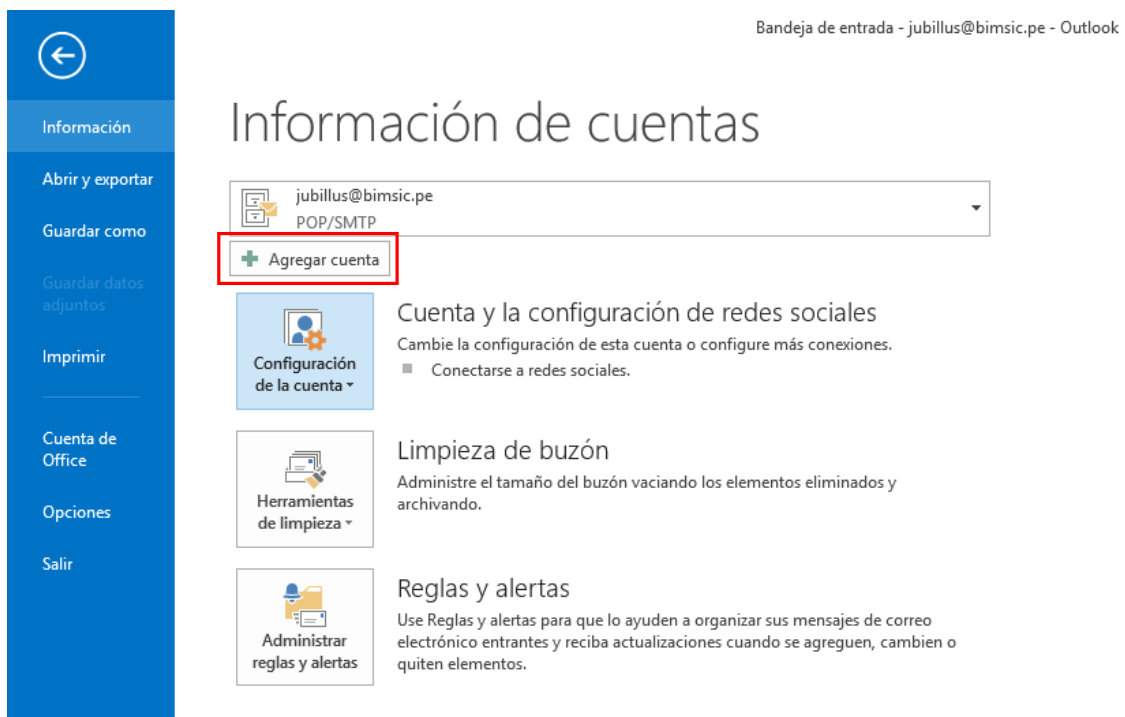 Bandeja de entrada - jubillus@bimsic.pe - Outlook
Información
Abrir y exportar
Guardar como
Guardar datos
adjuntos
Imprimir
Cuenta de
Office
Opciones
Salir
Información de cuentas
jubillus@bimsic.pe
POP/SMTP
Agregar cuenta
Configuración
de la cuenta
Cuenta y la configuración de redes sociales
Cambie la configuración de esta cuenta o configure más conexiones.
Conectarse a redes sociales.
Herramientas
de limpieza
Limpieza de buzón
Administre el tamaño del buzón vaciando los elementos eliminados y
archivando.
Administrar
reglas y alertas
Reglas y alertas
Use Reglas y alertas para que lo ayuden a organizar sus mensajes de correo
electrónico entrantes y reciba actualizaciones cuando se agreguen, cambien o
quiten elementos.